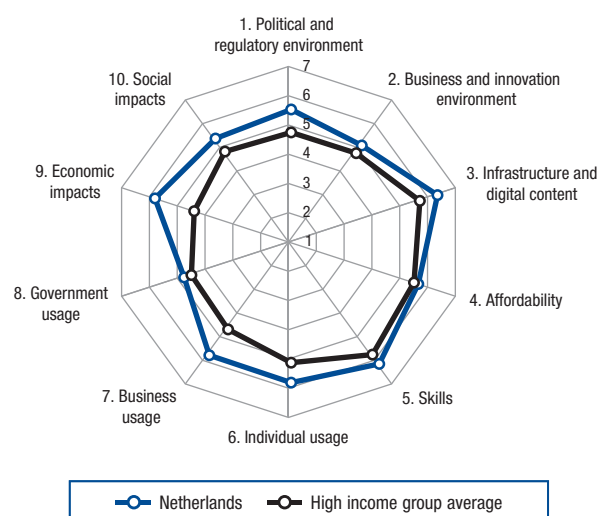 1. Political and
regulatory environment
2. Business and innovation
environment
3. Infrastructure and
digital content
4. Affordability
5. Skills
6. Individual usage
7. Business
usage
8. Government
usage
9. Economic
impacts
10. Social
impacts
7
6
5
4
3
2
1
Netherlands
High income group average